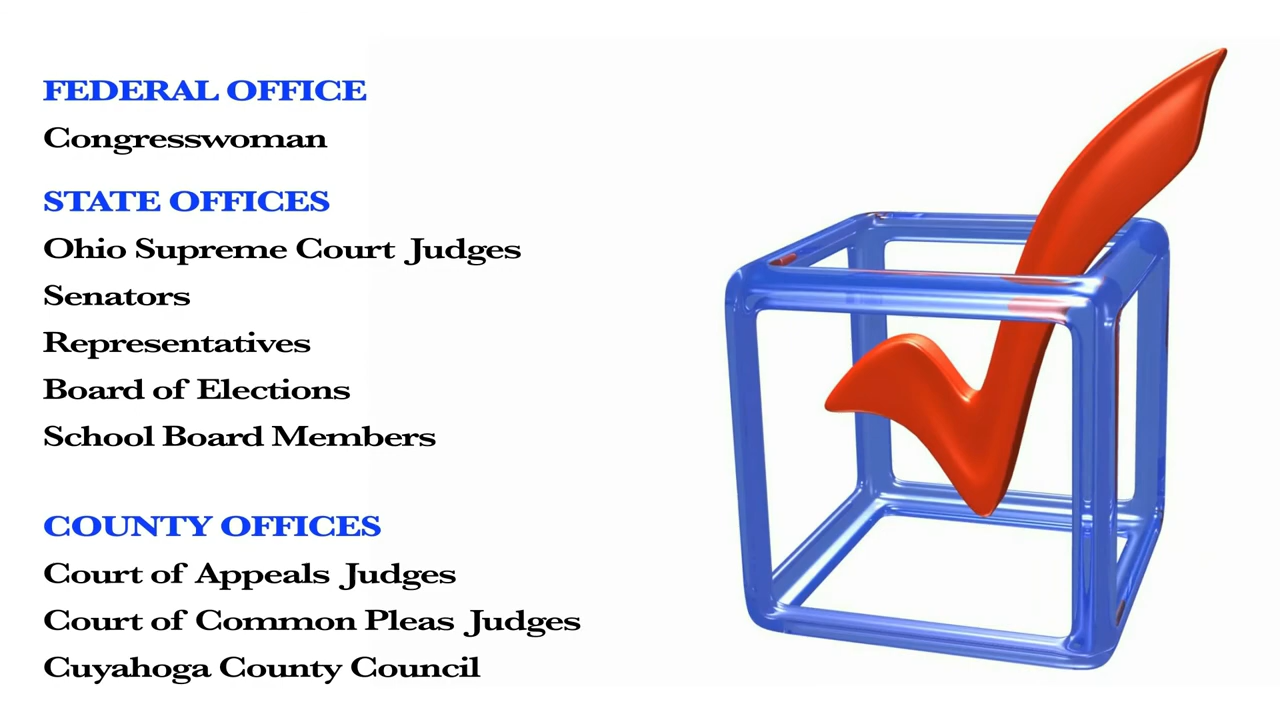 FEDERAL OFFICE
Congresswoman
STATE OFFICES
Ohio Supreme Court Judges
Senators
Representatives
Board of Elections
School Board Members
COUNTY OFFICES
Court of Appeals Judges
Court of Common Pleas Judges
Cuyahoga County Council